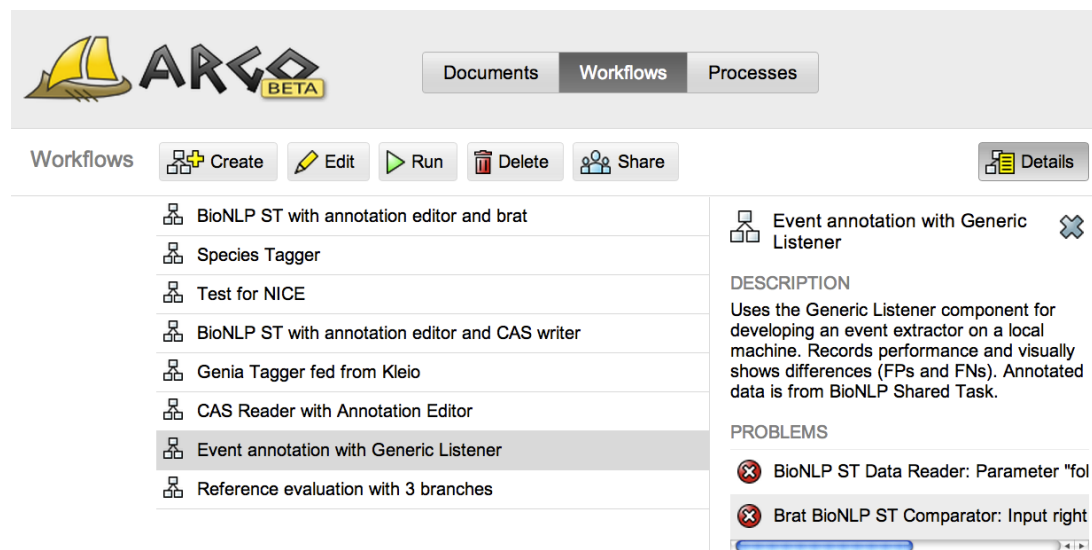 ARGO
BETA
Documents Workflows Processes
Workflows Create Edit Run Delete Share Details
BioNLP ST with annotation editor and brat
Species Tagger
Test for NICE
BioNLP ST with annotation editor and CAS writer
Genia Tagger fed from Kleio
CAS Reader with Annotation Editor
Event annotation with Generic Listener
Reference evaluation with 3 branches
Event annotation with Generic
Listener
DESCRIPTION
Uses the Generic Listener component for
developing an event extractor on a local
machine. Records performance and visually
shows differences (FPs and FNs). Annotated
data is from BioNLP Shared Task.
PROBLEMS
BioNLP ST Data Reader: Parameter "fol
Brat BioNLP ST Comparator: Input right